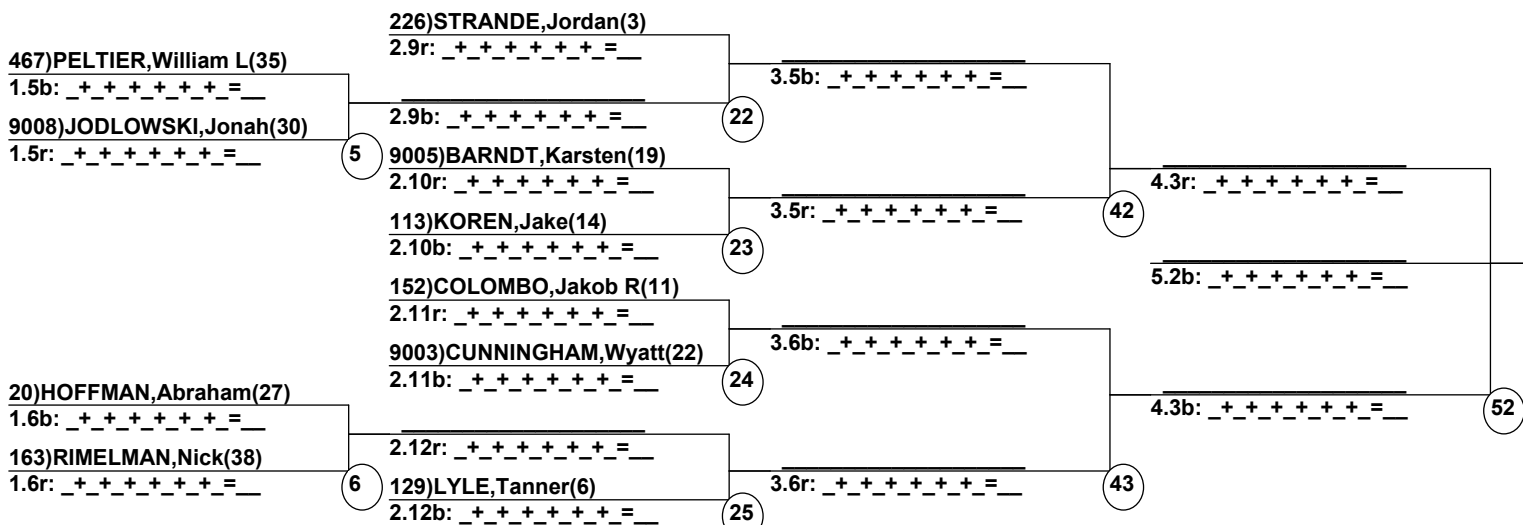 226)STRANDE,Jordan(3)
2.9r: _+_+_+_+_+_=__
467)PELTIER,William L(35)
1.5b: _+_+_+_+_+_=__
3.5b: _+_+_+_+_+_=__
2.9b: _+_+_+_+_+_=__
22
9008)JODLOWSKI,Jonah(30)
1.5r: _+_+_+_+_+_=__
5
9005)BARNDT,Karsten(19)
2.10r: _+_+_+_+_+_=__
4.3r: _+_+_+_+_+_=__
3.5r: _+_+_+_+_+_=__
42
113)KOREN,Jake(14)
2.10b: _+_+_+_+_+_=__
23
5.2b: _+_+_+_+_+_=__
152)COLOMBO,Jakob R(11)
2.11r: _+_+_+_+_+_=__
3.6b: _+_+_+_+_+_=__
9003)CUNNINGHAM,Wyatt(22)
2.11b: _+_+_+_+_+_=__
24
20)HOFFMAN,Abraham(27)
1.6b: _+_+_+_+_+_=__
4.3b: _+_+_+_+_+_=__
52
2.12r: _+_+_+_+_+_=__
163)RIMELMAN,Nick(38)
1.6r: _+_+_+_+_+_=__
6
129)LYLE,Tanner(6)
2.12b: _+_+_+_+_+_=__
25
3.6r: _+_+_+_+_+_=__
43